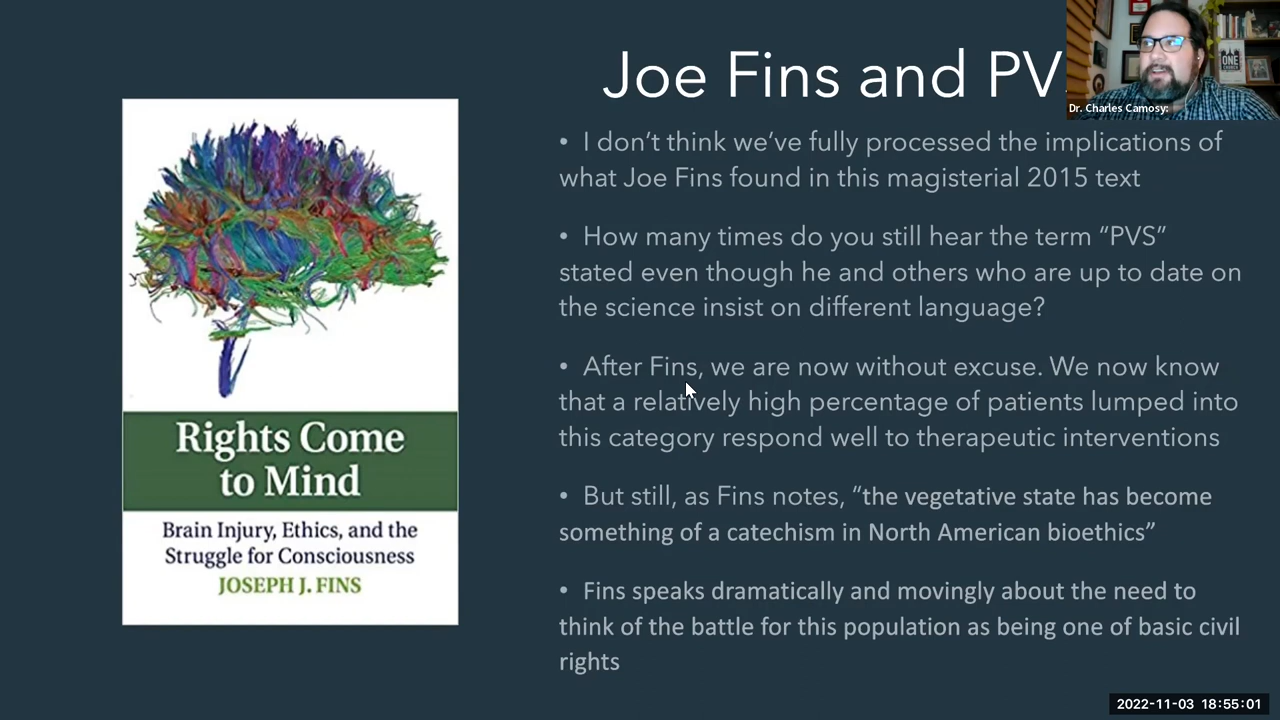 Joe Fins and PV
Dr. Charles Camosy:
ONE
• I don’t think we’ve fully processed the implications of
what Joe Fins found in this magisterial 2015 text
• How many times do you still hear the term “PVS”
stated even though he and others who are up to date on
the science insist on different language?
• After Fins, we are now without excuse. We now know
that a relatively high percentage of patients lumped into
this category respond well to therapeutic interventions
• But still, as Fins notes, “the vegetative state has become
something of a catechism in North American bioethics”
• Fins speaks dramatically and movingly about the need to
think of the battle for this population as being one of basic civil
rights
Rights Come
to Mind
Brain Injury, Ethics, and the
Struggle for Consciousness
JOSEPH J. FINS
2022-11-03 18:55:01